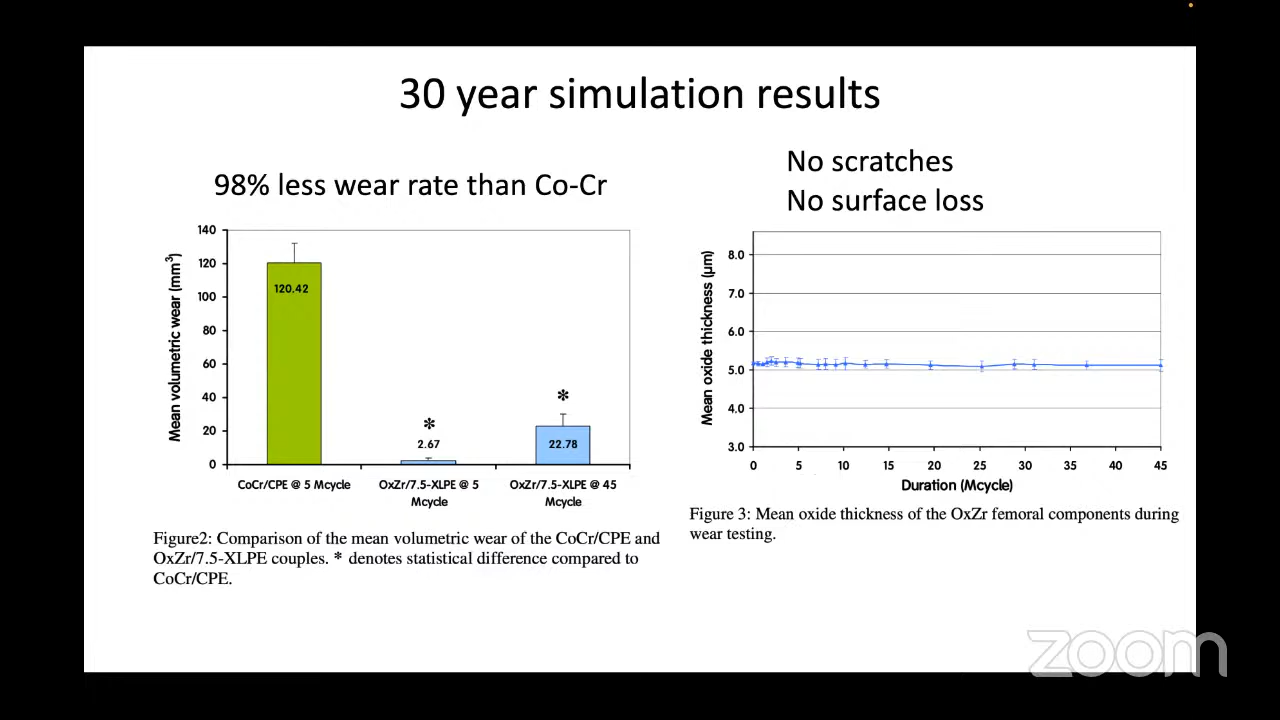 30 year simulation results
98% less wear rate than Co-Cr
No scratches
No surface loss
Mean volumetric wear (mm³)
140
120
100
80
60
40
20
0
120.42
*
2.67
*
22.78
CoCr/CPE @ 5 Mcycle
OxZr/7.5-XLPE @ 5
Mcycle
OxZr/7.5-XLPE @ 45
Mcycle
Figure2: Comparison of the mean volumetric wear of the CoCr/CPE and
OxZr/7.5-XLPE couples. * denotes statistical difference compared to
CoCr/CPE.
Mean oxide thickness (μm)
8.0
7.0
6.0
5.0
4.0
3.0
0 5 10 15 20 25 30 35 40 45
Duration (Mcycle)
Figure 3: Mean oxide thickness of the OxZr femoral components during
wear testing.
zoom